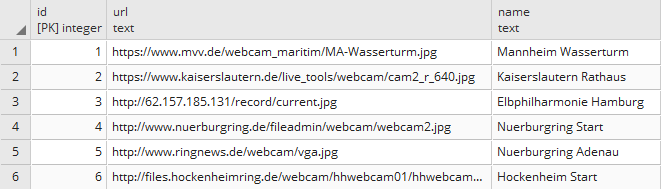 id url name
[PK] integer text text
1 1 https://www.mvv.de/webcam_maritim/MA-Wasserturm.jpg Mannheim Wasserturm
2 2 https://www.kaiserslautern.de/live_tools/webcam/cam2_r_640.jpg Kaiserslautern Rathaus
3 3 http://62.157.185.131/record/current.jpg Elbphilharmonie Hamburg
4 4 http://www.nuerburgring.de/fileadmin/webcam/webcam2.jpg Nuerburgring Start
5 5 http://www.ringnews.de/webcam/vga.jpg Nuerburgring Adenau
6 6 http://files.hockenheimring.de/webcam/hhwebcam01/hhwebcam... Hockenheim Start